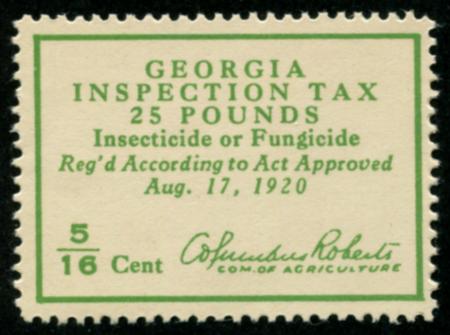 GEORGIA
INSPECTION TAX
25 POUNDS
Insecticide or Fungicide
Reg'd According to Act Approved
Aug. 17, 1920
5/16 Cent
Columbus Roberts
COM. OF AGRICULTURE